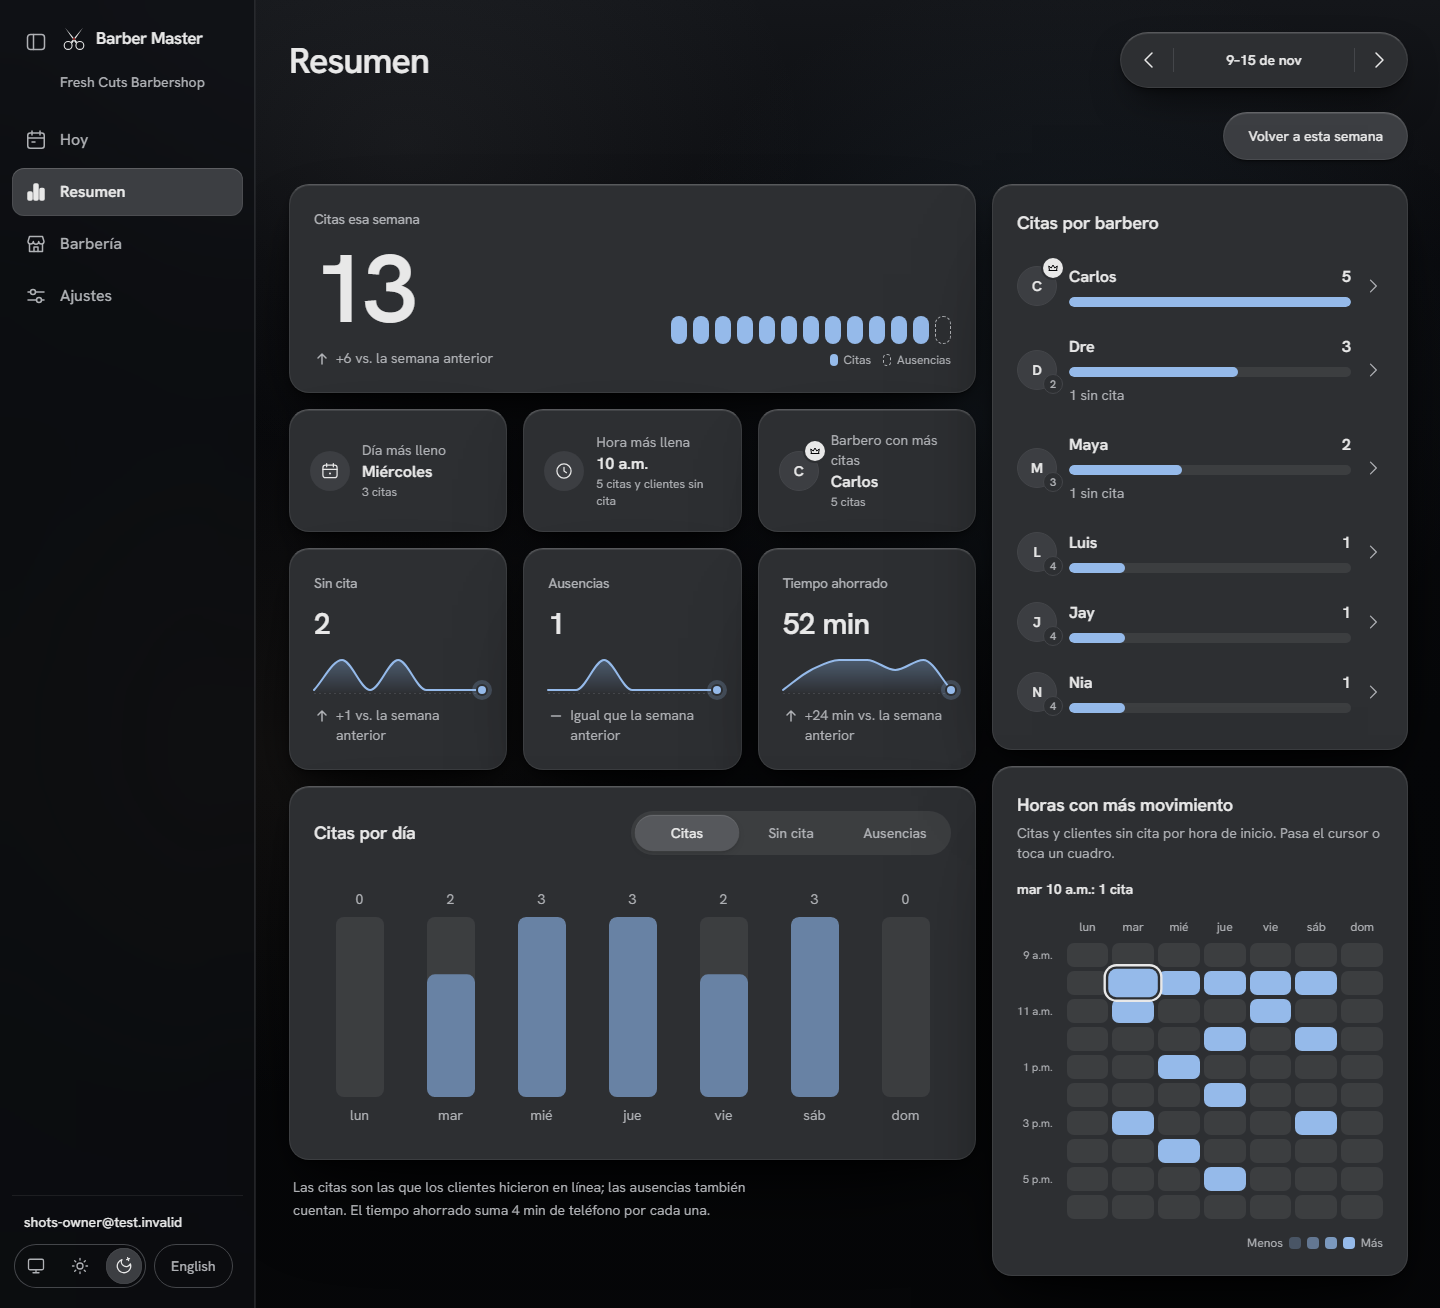 Barber Master
Fresh Cuts Barbershop
Hoy
Resumen
Barbería
Ajustes
shots-owner@test.invalid
English
Resumen
9–15 de nov
Volver a esta semana
Citas esa semana
13
+6 vs. la semana anterior
Citas
Ausencias
Día más lleno
Miércoles
3 citas
Hora más llena
10 a.m.
5 citas y clientes sin
cita
C
Barbero con más
citas
Carlos
5 citas
Sin cita
2
+1 vs. la semana
anterior
Ausencias
1
Igual que la semana
anterior
Tiempo ahorrado
52 min
+24 min vs. la semana
anterior
Citas por día
Citas
Sin cita
Ausencias
0 2 3 3 2 3 0
lun mar mié jue vie sáb dom
Las citas son las que los clientes hicieron en línea; las ausencias también
cuentan. El tiempo ahorrado suma 4 min de teléfono por cada una.
Citas por barbero
C
Carlos 5
D 2
Dre 3
1 sin cita
M 3
Maya 2
1 sin cita
L 4
Luis 1
J 4
Jay 1
N 4
Nia 1
Horas con más movimiento
Citas y clientes sin cita por hora de inicio. Pasa el cursor o
toca un cuadro.
mar 10 a.m.: 1 cita
lun mar mié jue vie sáb dom
9 a.m.
11 a.m.
1 p.m.
3 p.m.
5 p.m.
Menos Más